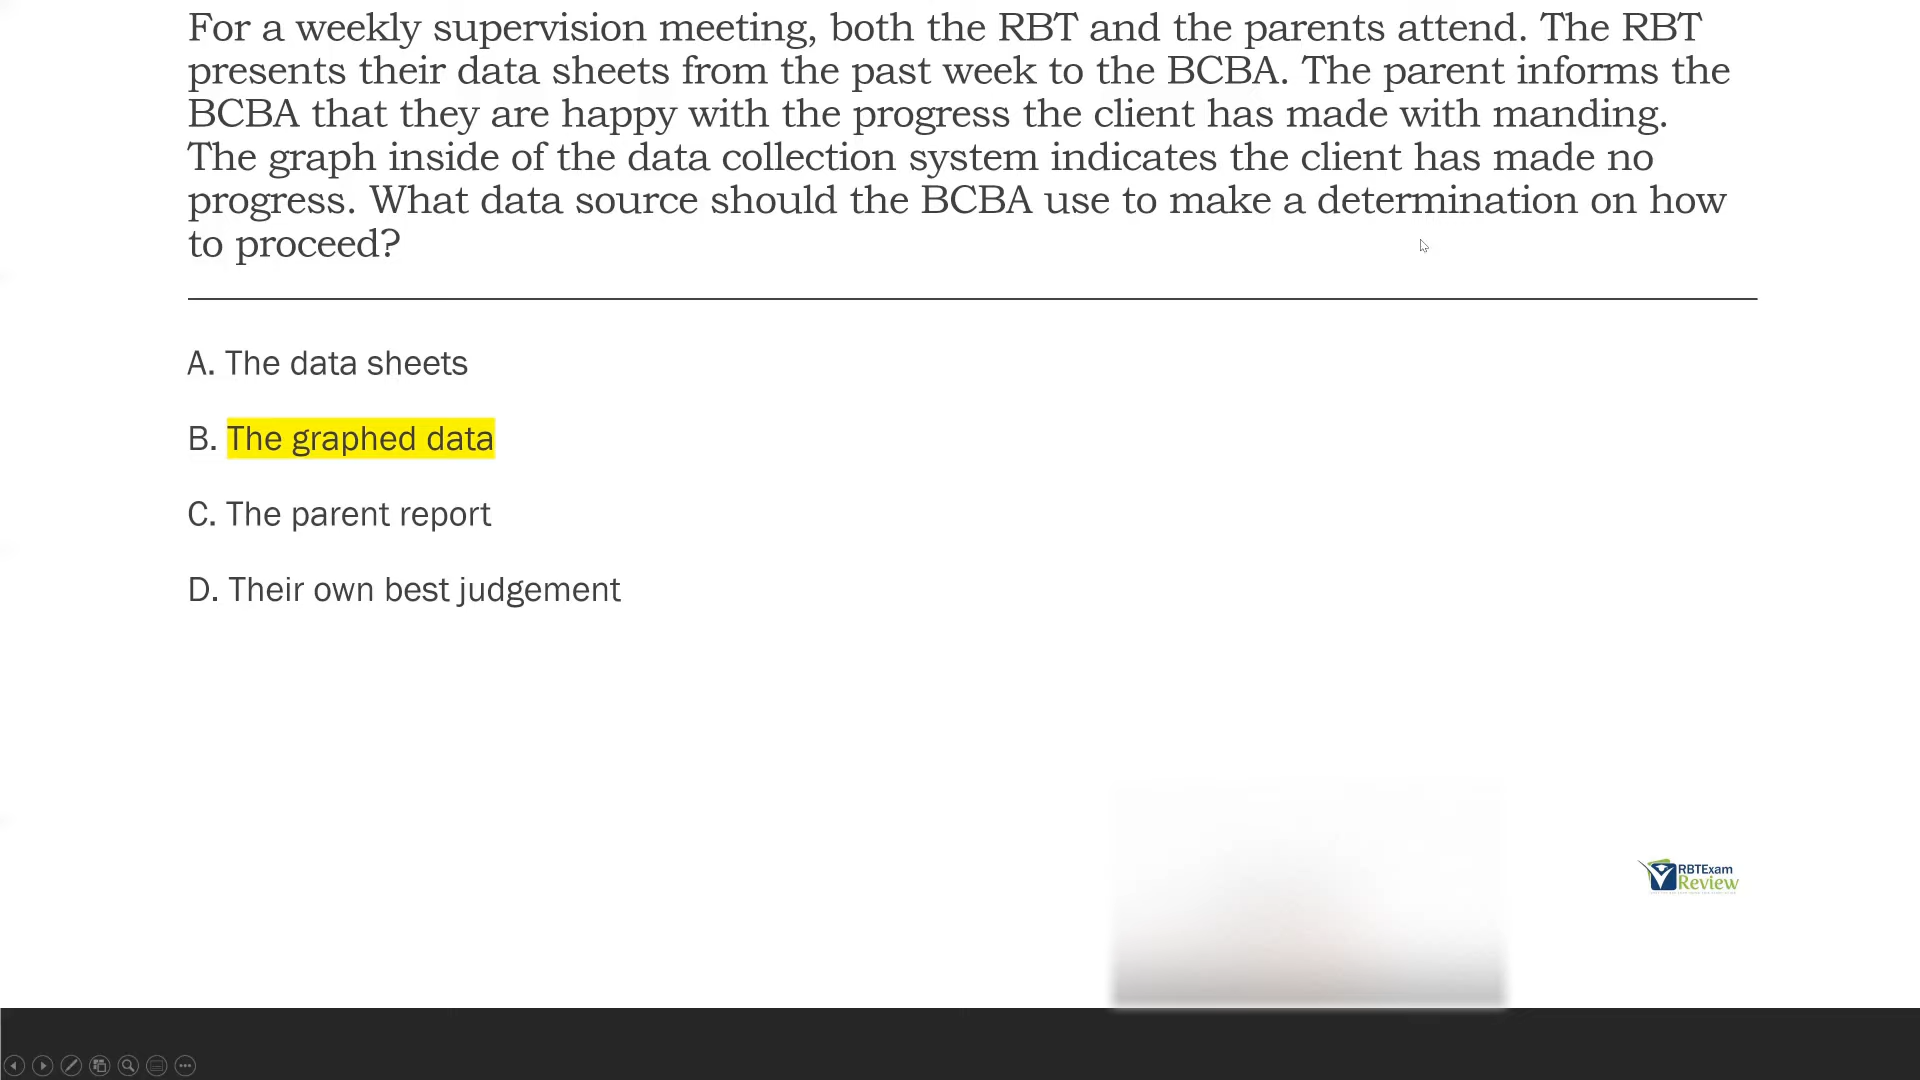 For a weekly supervision meeting, both the RBT and the parents attend. The RBT
presents their data sheets from the past week to the BCBA. The parent informs the
BCBA that they are happy with the progress the client has made with manding.
The graph inside of the data collection system indicates the client has made no
progress. What data source should the BCBA use to make a determination on how
to proceed?
A. The data sheets
B. The graphed data
C. The parent report
D. Their own best judgement
RBTExam
Review